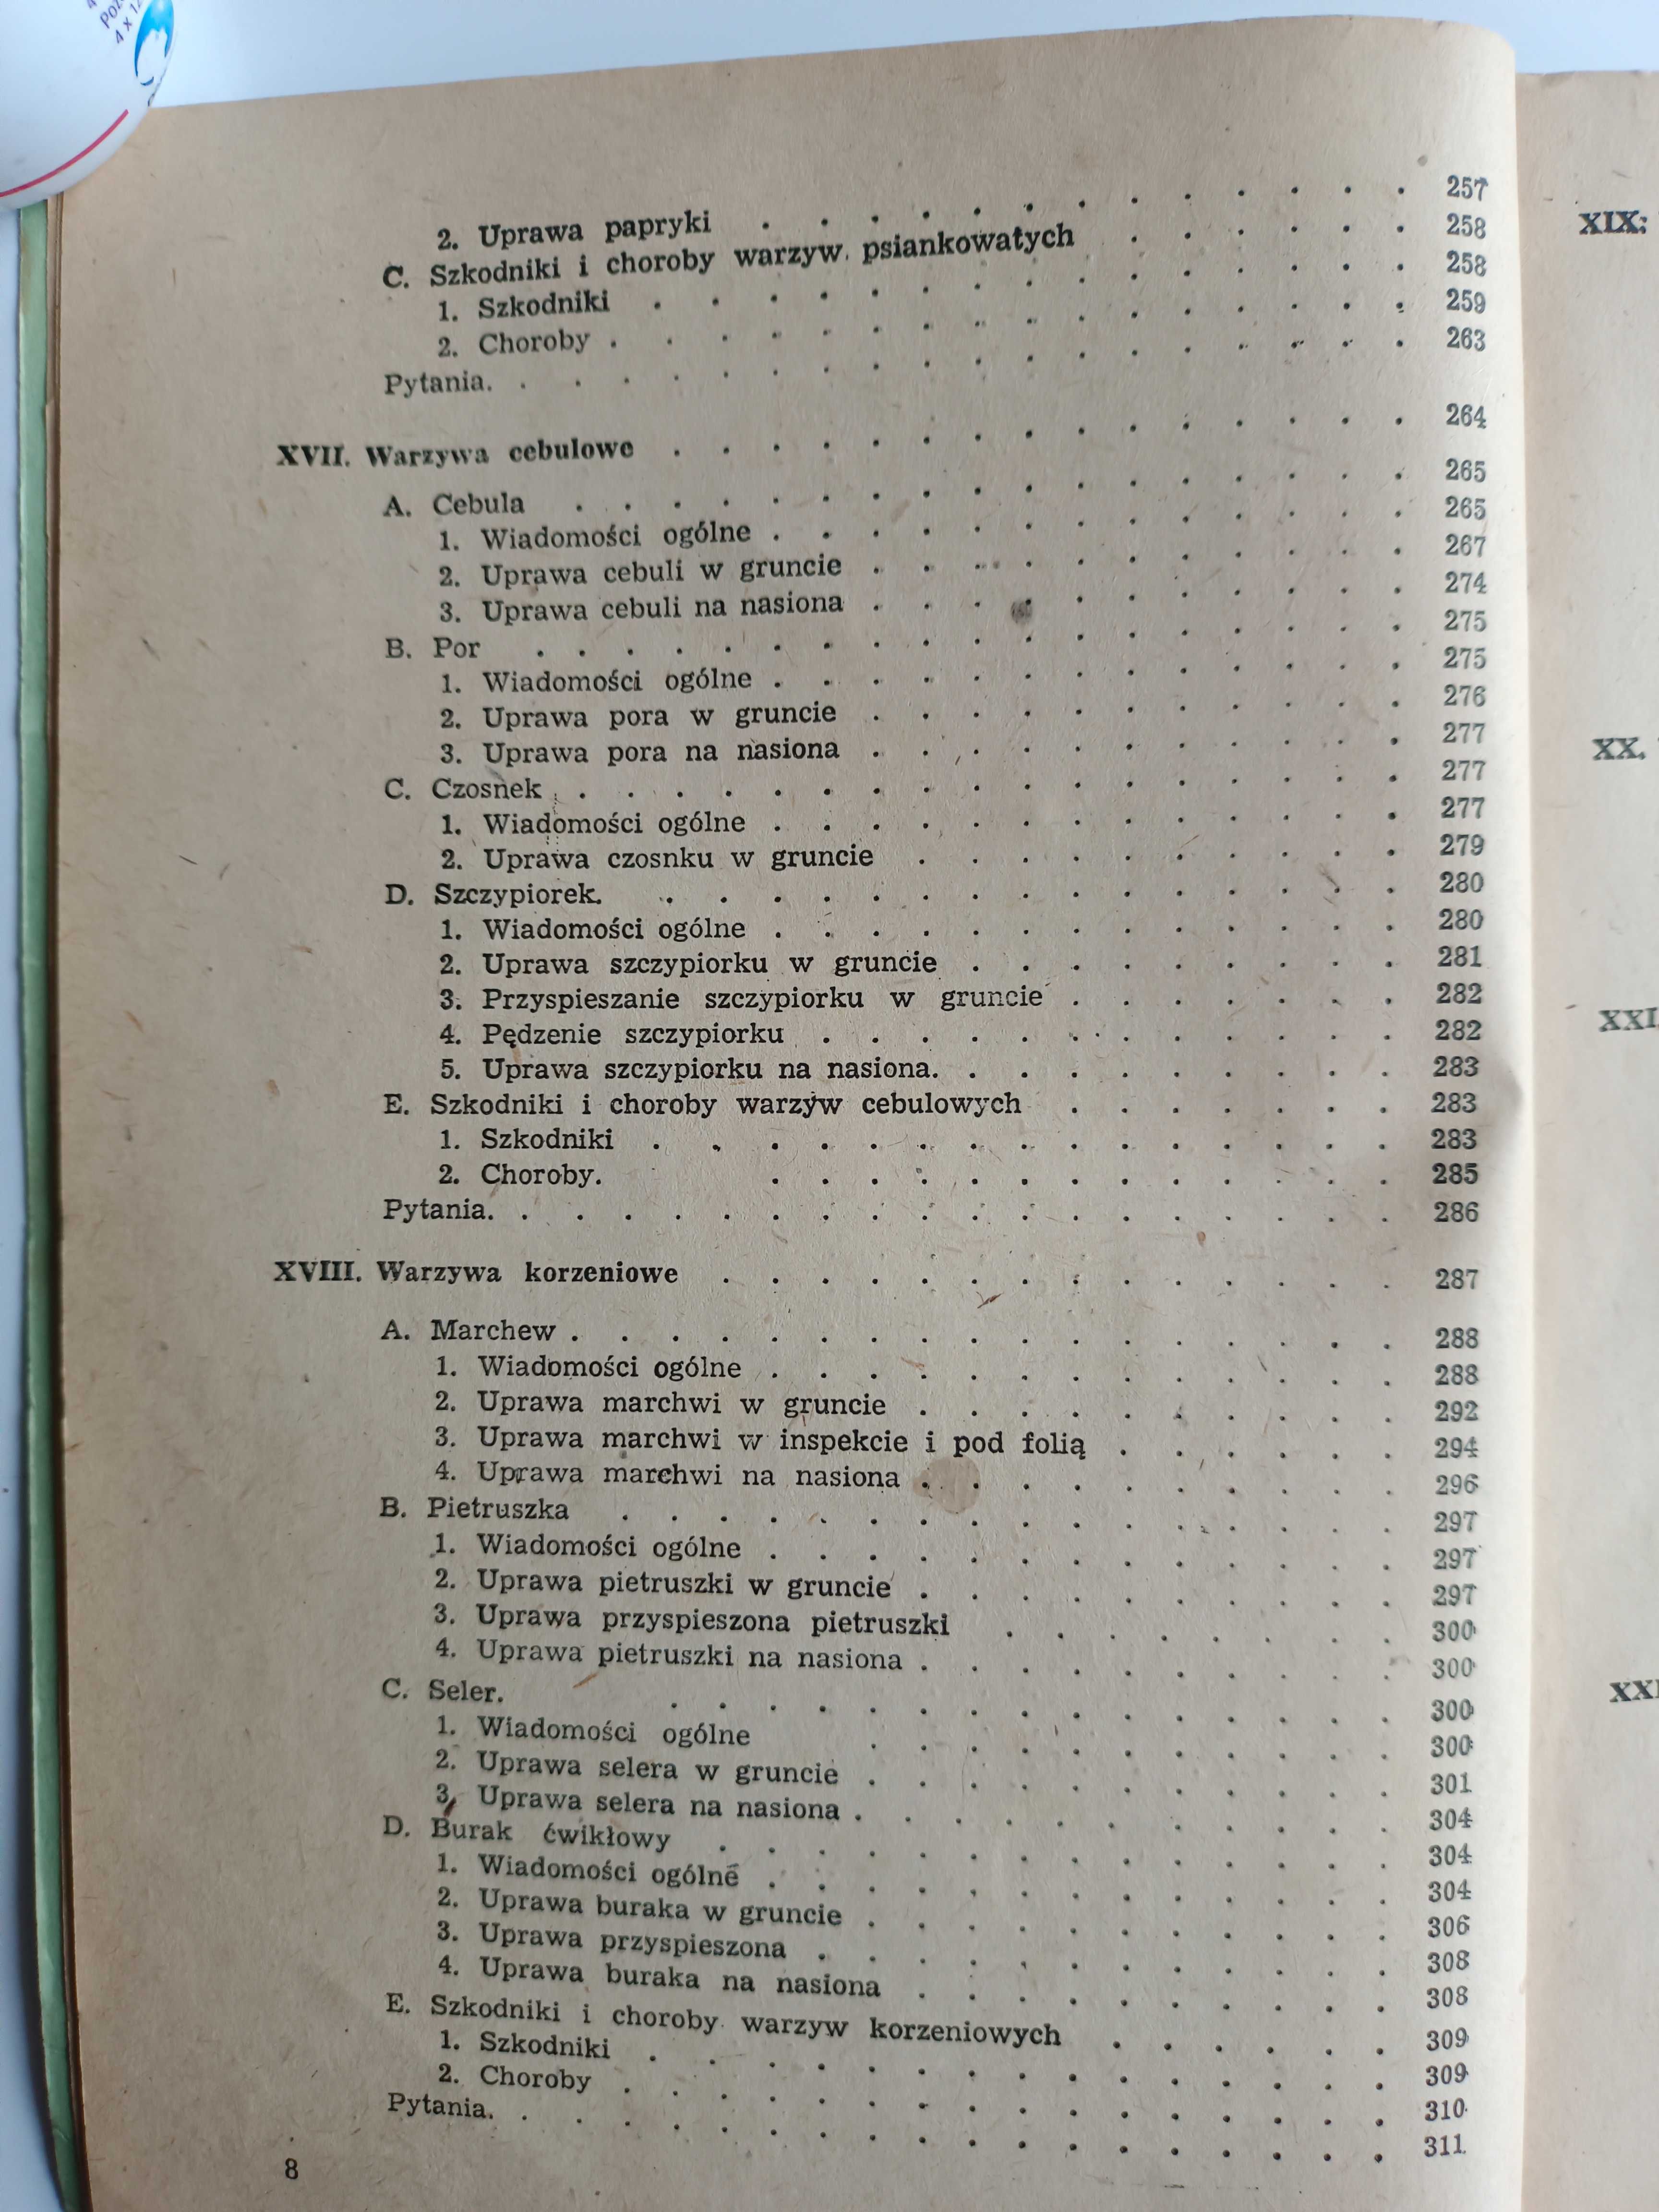 2. Uprawa papryki . . . . . . . . . . . . . 257
C. Szkodniki i choroby warzyw psiankowatych . . . . . . 258
1. Szkodniki . . . . . . . . . . . . . . . 258
2. Choroby . . . . . . . . . . . . . . . . 259
Pytania. . . . . . . . . . . . . . . . . . . 263
XVII. Warzywa cebulowe . . . . . . . . . . . . . . . 264
A. Cebula . . . . . . . . . . . . . . . . . 265
1. Wiadomości ogólne . . . . . . . . . . . . . 265
2. Uprawa cebuli w gruncie . . . . . . . . . . . 267
3. Uprawa cebuli na nasiona . . . . . . . . . . . 274
B. Por . . . . . . . . . . . . . . . . . . 275
1. Wiadomości ogólne . . . . . . . . . . . . . 275
2. Uprawa pora w gruncie . . . . . . . . . . . 276
3. Uprawa pora na nasiona . . . . . . . . . . . 277
C. Czosnek . . . . . . . . . . . . . . . . . 277
1. Wiadomości ogólne . . . . . . . . . . . . . 277
2. Uprawa czosnku w gruncie . . . . . . . . . . 279
D. Szczypiorek. . . . . . . . . . . . . . . . 280
1. Wiadomości ogólne . . . . . . . . . . . . . 280
2. Uprawa szczypiorku w gruncie . . . . . . . . . 281
3. Przyspieszanie szczypiorku w gruncie . . . . . . . 282
4. Pędzenie szczypiorku . . . . . . . . . . . . 282
5. Uprawa szczypiorku na nasiona. . . . . . . . . . 283
E. Szkodniki i choroby warzyw cebulowych . . . . . . . 283
1. Szkodniki . . . . . . . . . . . . . . . 283
2. Choroby. . . . . . . . . . . . . . 285
Pytania. . . . . . . . . . . . . . . . . . . 286
XVIII. Warzywa korzeniowe . . . . . . . . . . . . . . 287
A. Marchew . . . . . . . . . . . . . . . . . 288
1. Wiadomości ogólne . . . . . . . . . . . . . 288
2. Uprawa marchwi w gruncie . . . . . . . . . . 292
3. Uprawa marchwi w inspekcie i pod folią . . . . . . 294
4. Uprawa marchwi na nasiona . . . . . . . . . . 296
B. Pietruszka . . . . . . . . . . . . . . . . 297
1. Wiadomości ogólne . . . . . . . . . . . . . 297
2. Uprawa pietruszki w gruncie . . . . . . . . . . 297
3. Uprawa przyspieszona pietruszki . . . . . . . . 300
4. Uprawa pietruszki na nasiona . . . . . . . . . . 300
C. Seler. . . . . . . . . . . . . . . . 300
1. Wiadomości ogólne . . . . . . . . . . . 300
2. Uprawa selera w gruncie . . . . . . . . . . . 301
3. Uprawa selera na nasiona . . . . . . . . . . . 304
D. Burak ćwikłowy . . . . . . . . . . . . . . 304
1. Wiadomości ogólne . . . . . . . . . . . . . 304
2. Uprawa buraka w gruncie . . . . . . . . . . . 306
3. Uprawa przyspieszona . . . . . . . . . . . . 308
4. Uprawa buraka na nasiona . . . . . . . . . . 308
E. Szkodniki i choroby warzyw korzeniowych . . . . . . 309
1. Szkodniki . . . . . . . . . . . . . . . 309
2. Choroby . . . . . . . . . . . . . . . . 310
Pytania. . . . . . . . . . . . . . . . . . . 311
8
XIX.
XX.